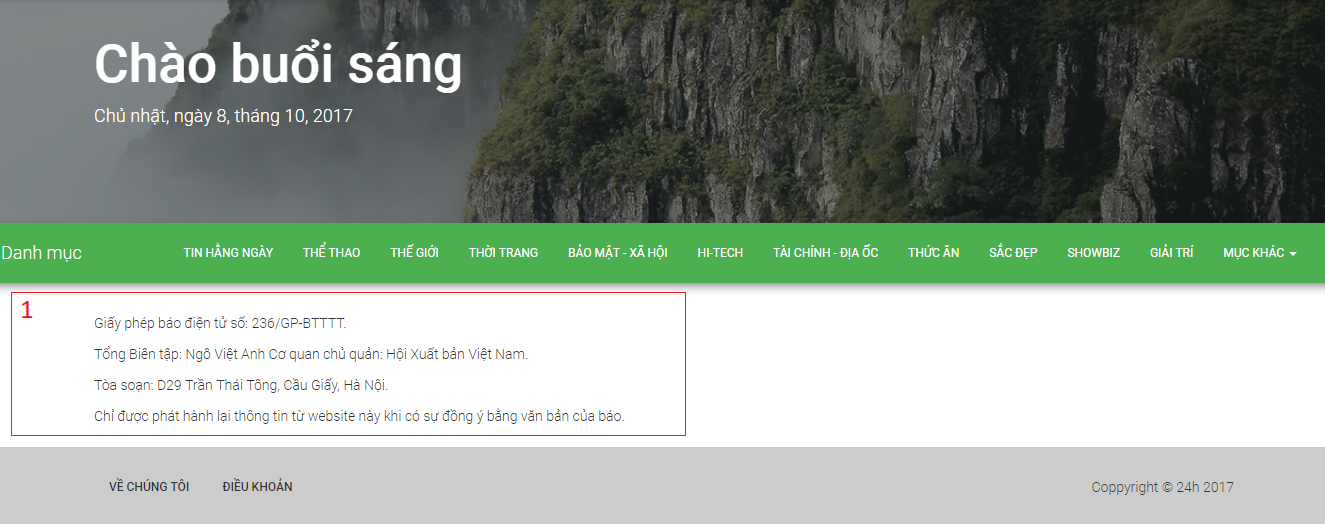 Chào buổi sáng
Chủ nhật, ngày 8, tháng 10, 2017
Danh mục TIN HẰNG NGÀY THỂ THAO THẾ GIỚI THỜI TRANG BẢO MẬT - XÃ HỘI HI-TECH TÀI CHÍNH - ĐỊA ỐC THỨC ĂN SẮC ĐẸP SHOWBIZ GIẢI TRÍ MỤC KHÁC
1
Giấy phép báo điện tử số: 236/GP-BTTTT.
Tổng Biên tập: Ngô Việt Anh Cơ quan chủ quản: Hội Xuất bản Việt Nam.
Tòa soạn: D29 Trần Thái Tông, Cầu Giấy, Hà Nội.
Chỉ được phát hành lại thông tin từ website này khi có sự đồng ý bằng văn bản của báo.
VỀ CHÚNG TÔI ĐIỀU KHOẢN Coppyright © 24h 2017